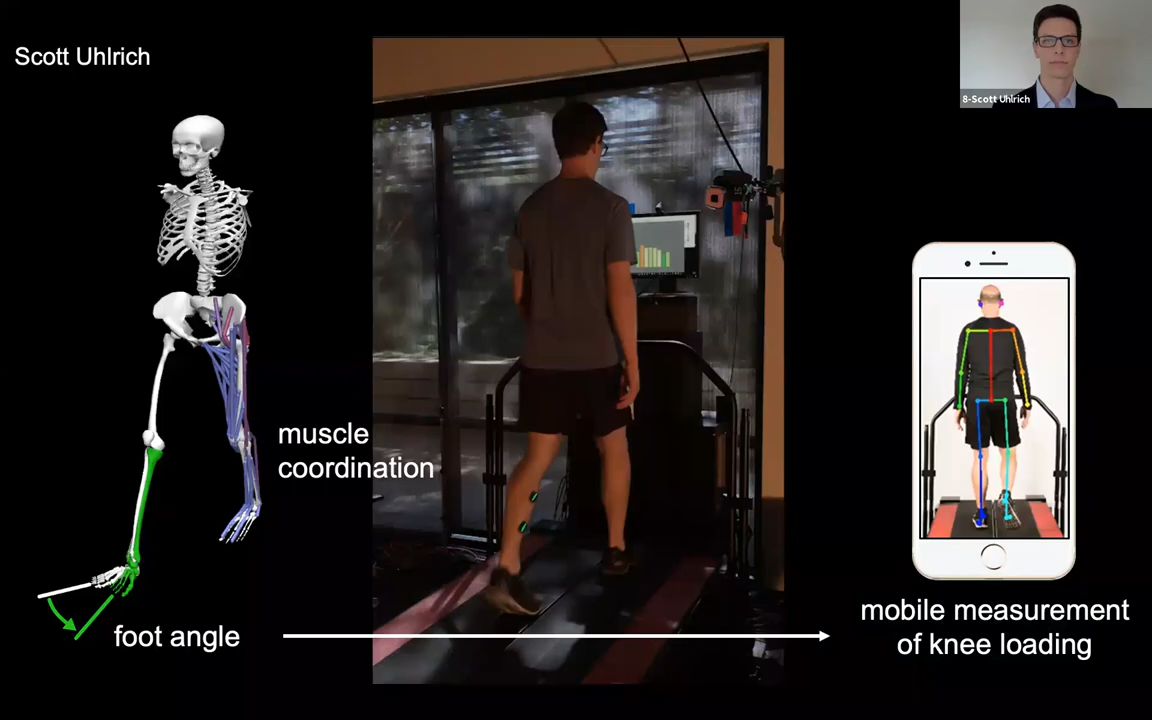 Scott Uhlrich
8-Scott Uhlrich
muscle
coordination
foot angle
mobile measurement
of knee loading